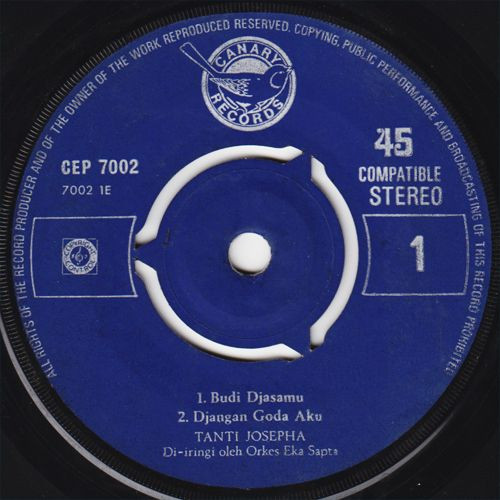 ALL RIGHTS OF THE RECORD PRODUCER AND OF THE OWNER OF THE WORK REPRODUCED RESERVED. COPYING, PUBLIC PERFORMANCE AND BROADCASTING OF THIS RECORD PROHIBITED
CANARY
RECORDS
CEP 7002
7002 1E
45
COMPATIBLE
STEREO
COPYRIGHT
CONTROL
1
1. Budi Djasamu
2. Djangan Goda Aku
TANTI JOSEPHA
Di-iringi oleh Orkes Eka Sapta